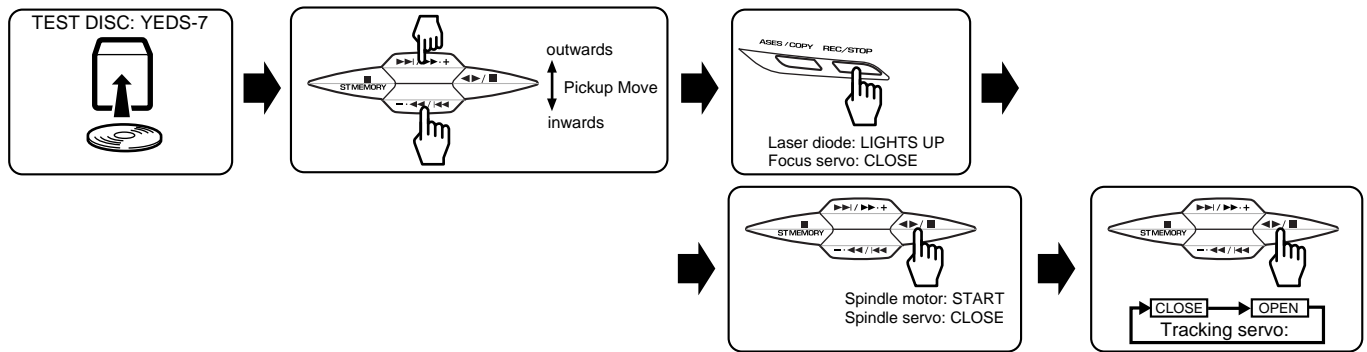 TEST DISC: YEDS-7
▶▶I / ▶▶ · +
■
ST MEMORY
◀▶/■
− · ◀◀ / I◀◀
outwards
Pickup Move
inwards
ASES / COPY REC/STOP
Laser diode: LIGHTS UP
Focus servo: CLOSE
▶▶I / ▶▶ · +
■
ST MEMORY
◀▶/■
− · ◀◀ / I◀◀
Spindle motor: START
Spindle servo: CLOSE
▶▶I / ▶▶ · +
■
ST MEMORY
◀▶/■
− · ◀◀ / I◀◀
CLOSE OPEN
Tracking servo: